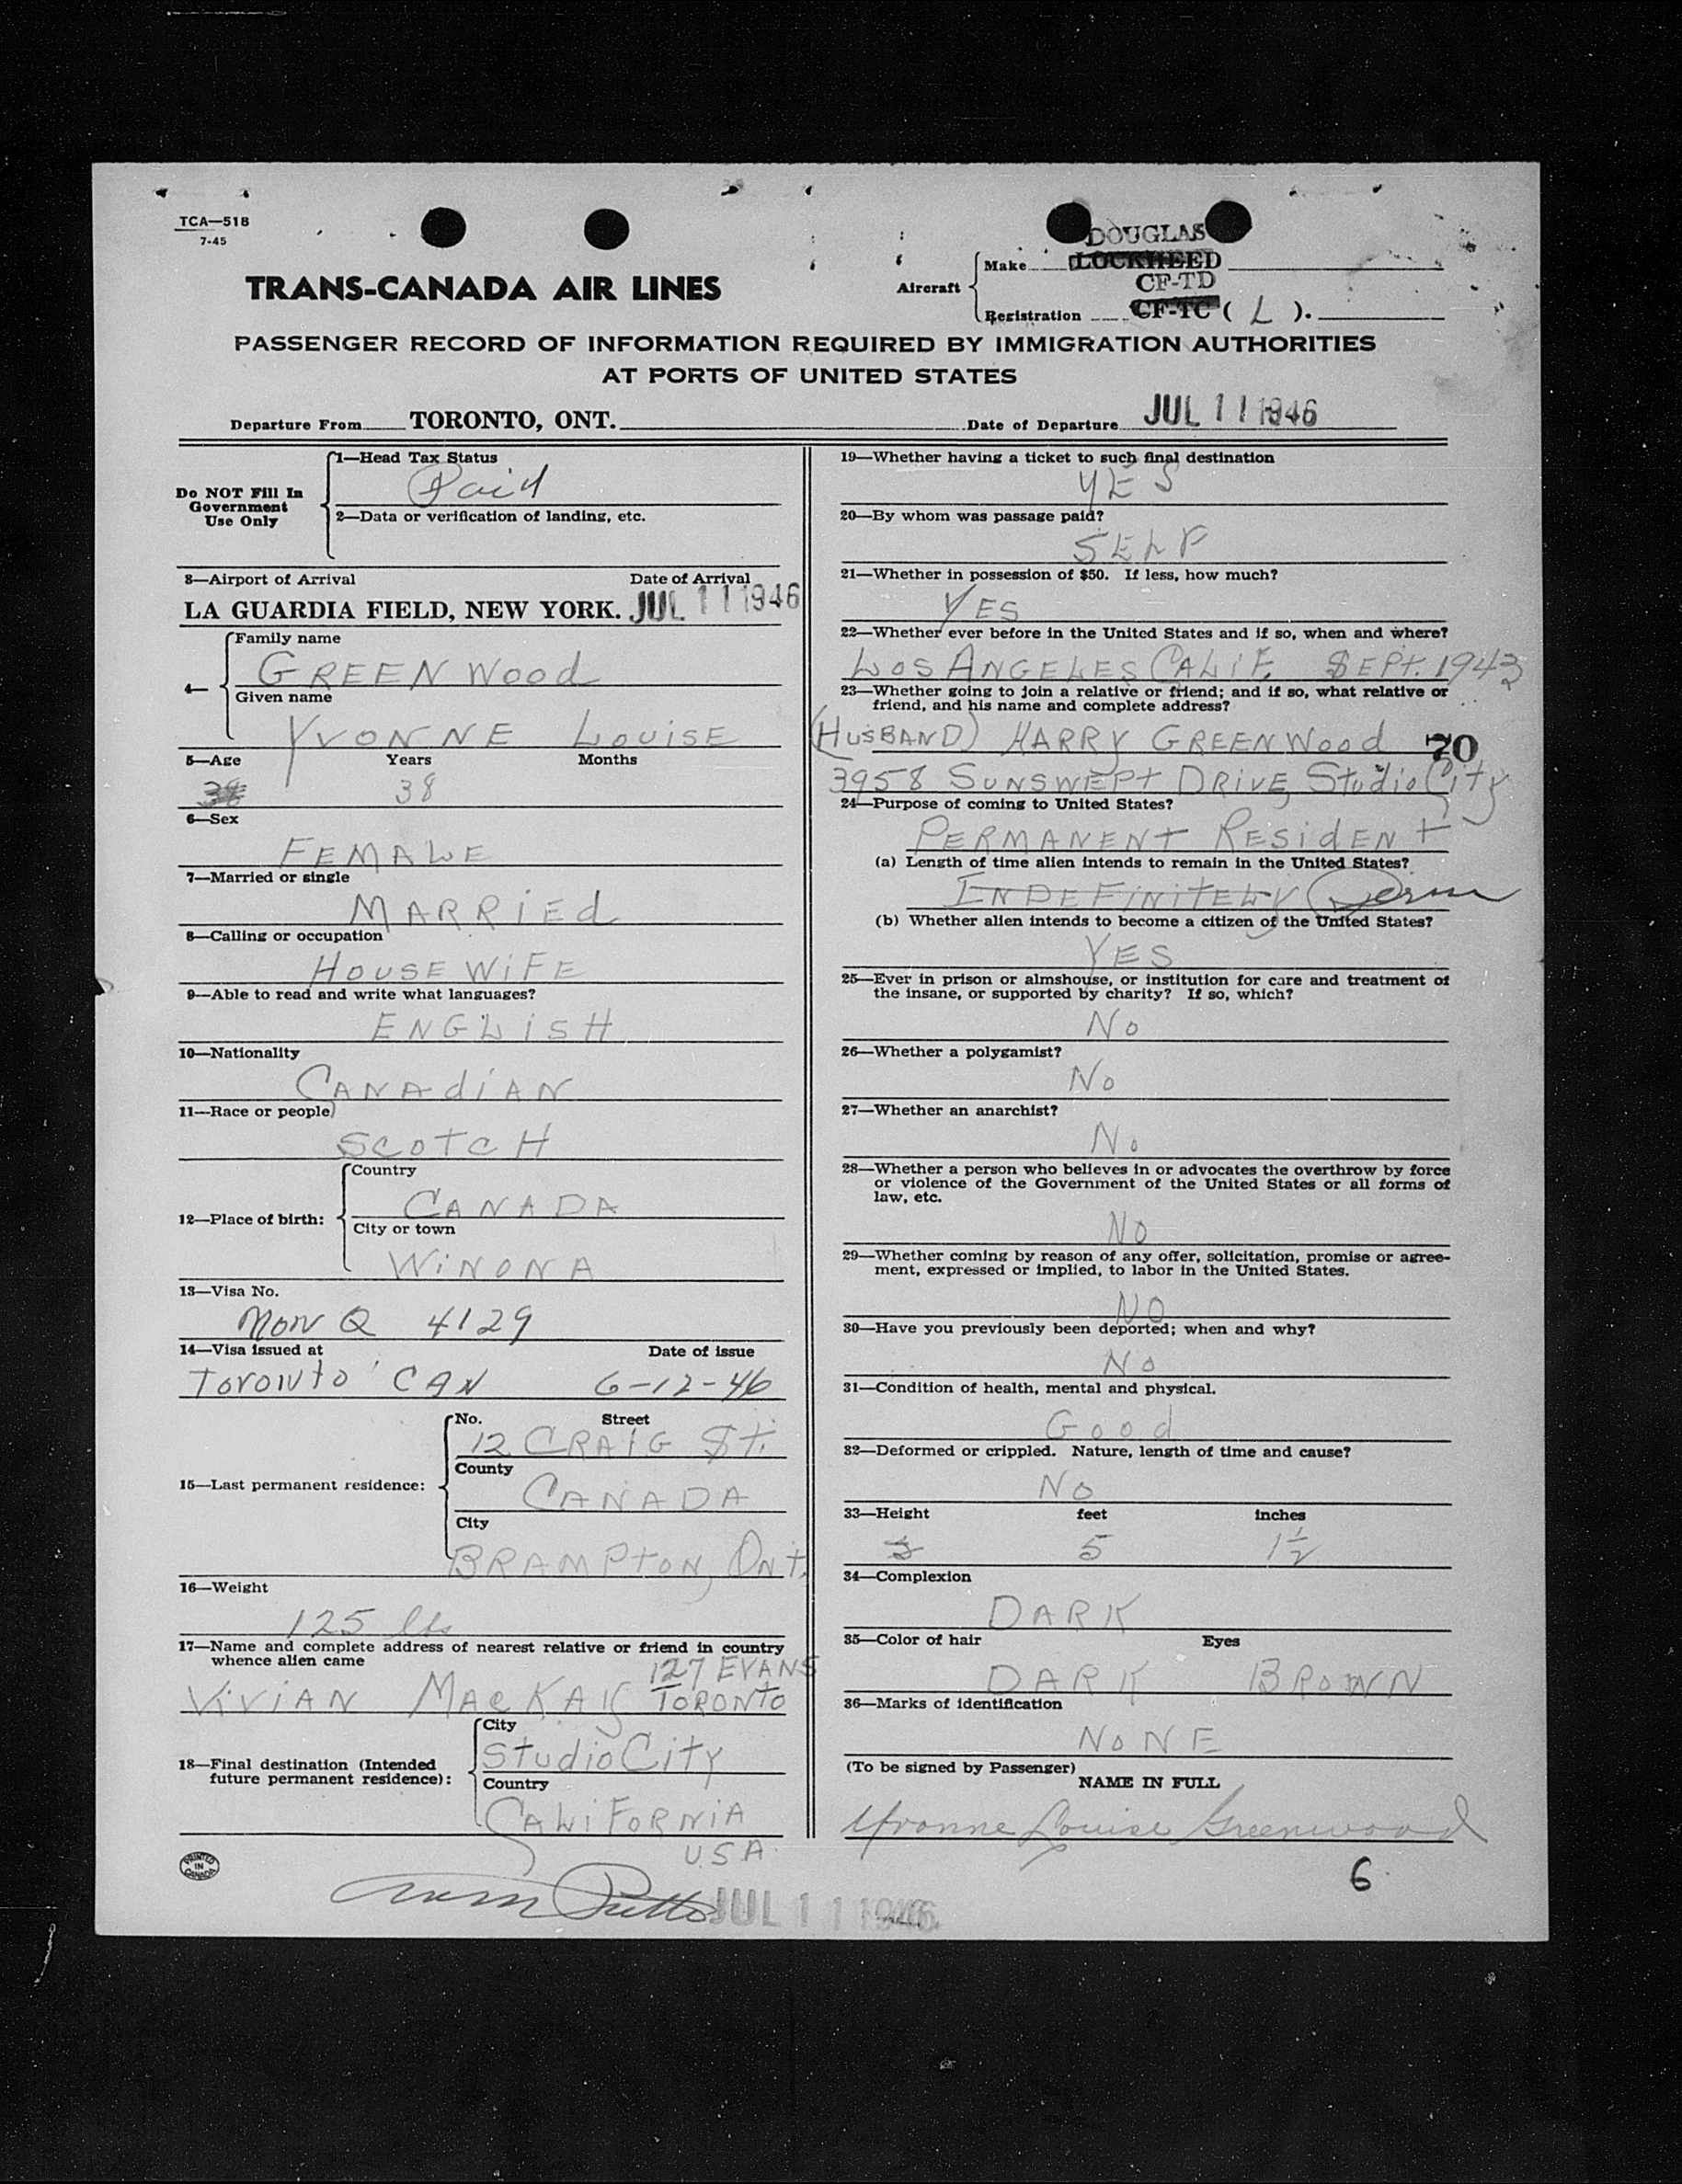 TCA—518
7-45
TRANS-CANADA AIR LINES
DOUGLAS
Aircraft
Make LOCKHEED
CF-TD
Registration CF-TC ( L ).
PASSENGER RECORD OF INFORMATION REQUIRED BY IMMIGRATION AUTHORITIES
AT PORTS OF UNITED STATES
Departure From TORONTO, ONT. Date of Departure JUL 11 1946
Do NOT Fill In
Government
Use Only
1—Head Tax Status
Paid
2—Data or verification of landing, etc.
3—Airport of Arrival Date of Arrival
LA GUARDIA FIELD, NEW YORK. JUL 11 1946
4—
Family name
GREENWood
Given name
YVONNE LOUISE
5—Age Years Months
38
6—Sex
FEMALE
7—Married or single
MARRiEd
8—Calling or occupation
HOUSEWiFE
9—Able to read and write what languages?
ENGLiSH
10—Nationality
CANAdiAN
11—Race or people
SCOTCH
12—Place of birth:
Country
CANADA
City or town
WiNONA
13—Visa No.
Non Q 4129
14—Visa issued at Date of issue
Toronto CAN 6-12-46
15—Last permanent residence:
No. Street
12 CRAIG St.
County
CANADA
City
BRAMPtON, Ont.
16—Weight
125 lbs
17—Name and complete address of nearest relative or friend in country
whence alien came
127 EVANS
ViViAN MacKAY TORONTO
18—Final destination (Intended
future permanent residence):
City
Studio City
Country
CALiFORNiA
U.S.A.
PRINTED
IN
CANADA
JUL 11 1946
19—Whether having a ticket to such final destination
YES
20—By whom was passage paid?
SELF
21—Whether in possession of $50. If less, how much?
YES
22—Whether ever before in the United States and if so, when and where?
LOS ANGELES CALIF. SEPt. 1943
23—Whether going to join a relative or friend; and if so, what relative or
friend, and his name and complete address?
(HUSBAND) HARRY GREENWood 70
3958 SUNSWEPt DRIVE, Studio City
24—Purpose of coming to United States?
PERMANENt RESidENt
(a) Length of time alien intends to remain in the United States?
INDEFiNitELY Perm
(b) Whether alien intends to become a citizen of the United States?
YES
25—Ever in prison or almshouse, or institution for care and treatment of
the insane, or supported by charity? If so, which?
No
26—Whether a polygamist?
No
27—Whether an anarchist?
No
28—Whether a person who believes in or advocates the overthrow by force
or violence of the Government of the United States or all forms of
law, etc.
NO
29—Whether coming by reason of any offer, solicitation, promise or agree-
ment, expressed or implied, to labor in the United States.
NO
30—Have you previously been deported; when and why?
No
31—Condition of health, mental and physical.
Good
32—Deformed or crippled. Nature, length of time and cause?
No
33—Height feet inches
5 1 1/2
34—Complexion
DARK
35—Color of hair Eyes
DARK BROWN
36—Marks of identification
NoNE
(To be signed by Passenger)
NAME IN FULL
Yvonne Louise Greenwood
6